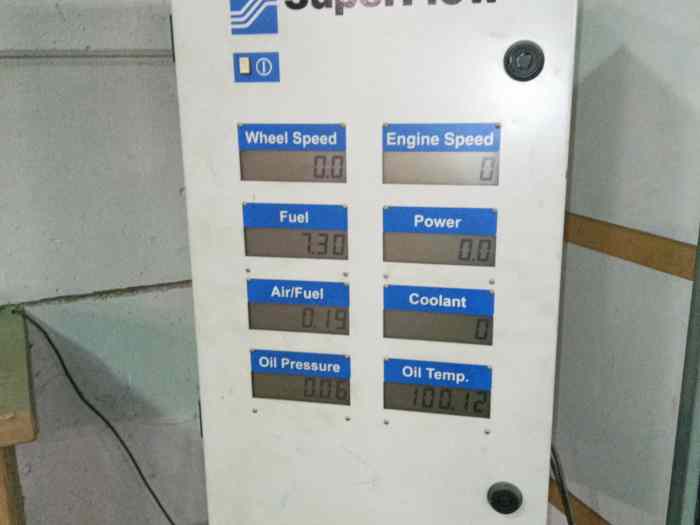 SuperFlow
Wheel Speed Engine Speed
0.0 0
Fuel Power
7.30 0.0
Air/Fuel Coolant
0.19 0
Oil Pressure Oil Temp.
0.06 100.12